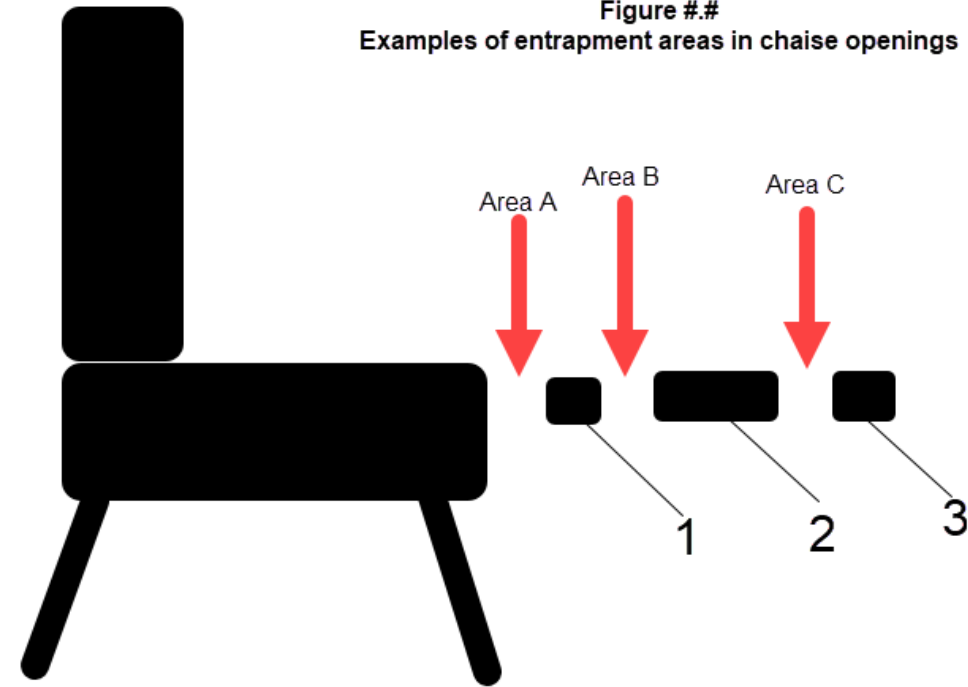 Figure #.#
Examples of entrapment areas in chaise openings
Area A
Area B
Area C
1
2
3